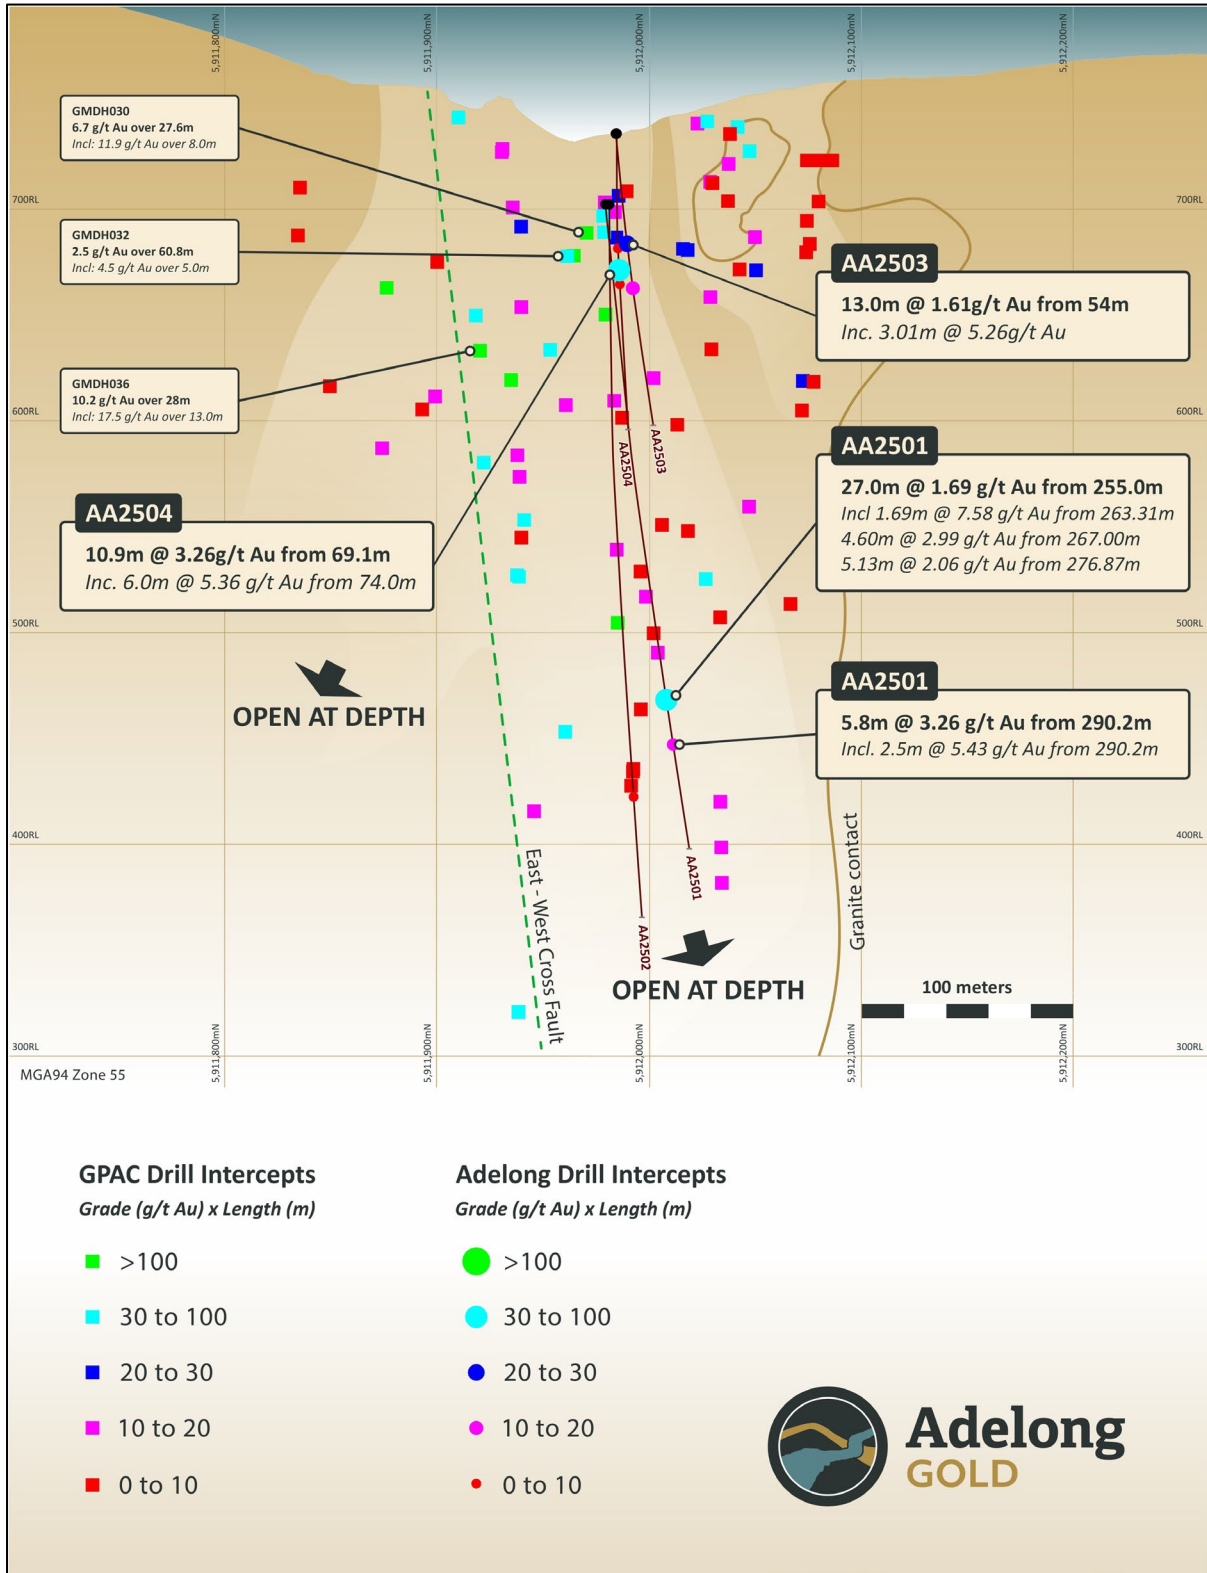 5,911,800mN
5,911,900mN
5,912,000mN
5,912,100mN
5,912,200mN
GMDH030
6.7 g/t Au over 27.6m
Incl: 11.9 g/t Au over 8.0m
700RL
700RL
GMDH032
2.5 g/t Au over 60.8m
Incl: 4.5 g/t Au over 5.0m
AA2503
13.0m @ 1.61g/t Au from 54m
Inc. 3.01m @ 5.26g/t Au
GMDH036
10.2 g/t Au over 28m
Incl: 17.5 g/t Au over 13.0m
600RL
600RL
AA2503
AA2504
AA2501
27.0m @ 1.69 g/t Au from 255.0m
Incl 1.69m @ 7.58 g/t Au from 263.31m
4.60m @ 2.99 g/t Au from 267.00m
5.13m @ 2.06 g/t Au from 276.87m
AA2504
10.9m @ 3.26g/t Au from 69.1m
Inc. 6.0m @ 5.36 g/t Au from 74.0m
500RL
500RL
OPEN AT DEPTH
AA2501
5.8m @ 3.26 g/t Au from 290.2m
Incl. 2.5m @ 5.43 g/t Au from 290.2m
400RL
400RL
East - West Cross Fault
AA2501
AA2502
Granite contact
OPEN AT DEPTH
100 meters
300RL
300RL
5,911,800mN
5,911,900mN
5,912,000mN
5,912,100mN
5,912,200mN
MGA94 Zone 55
GPAC Drill Intercepts
Grade (g/t Au) x Length (m)
>100
30 to 100
20 to 30
10 to 20
0 to 10
Adelong Drill Intercepts
Grade (g/t Au) x Length (m)
>100
30 to 100
20 to 30
10 to 20
0 to 10
Adelong
GOLD